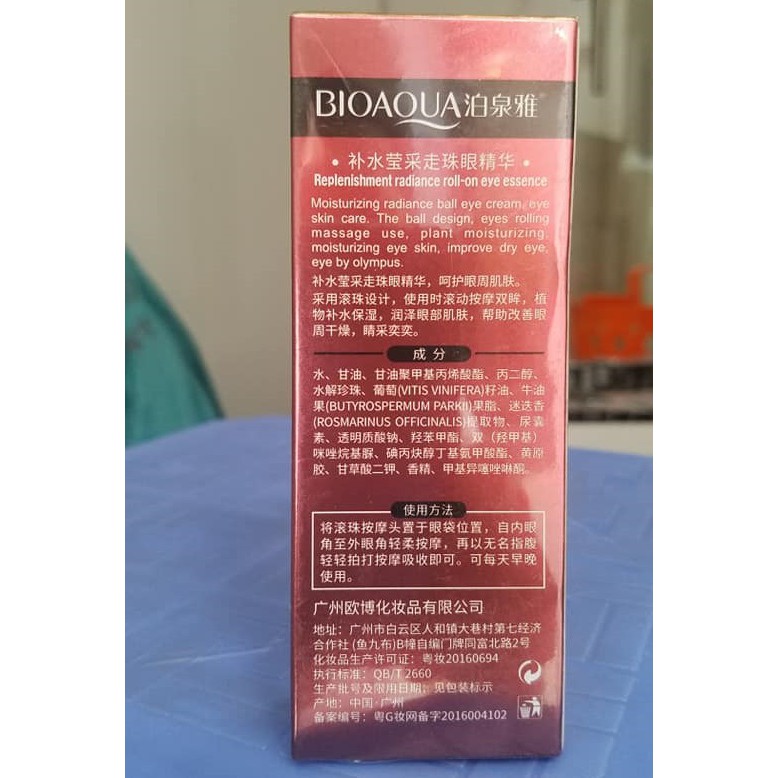 BIOAQUA泊泉雅
• 补水莹采走珠眼精华 •
Replenishment radiance roll-on eye essence
Moisturizing radiance ball eye cream, eye
skin care. The ball design, eyes rolling
massage use, plant moisturizing,
moisturizing eye skin, improve dry eye,
eye by olympus.
补水莹采走珠眼精华，呵护眼周肌肤。
采用滚珠设计，使用时滚动按摩双眸，植
物补水保湿，润泽眼部肌肤，帮助改善眼
周干燥，睛采奕奕。
成分
水、甘油、甘油聚甲基丙烯酸酯、丙二醇、
水解珍珠、葡萄(VITIS VINIFERA)籽油、牛油
果(BUTYROSPERMUM PARKII)果脂、迷迭香
(ROSMARINUS OFFICINALIS)提取物、尿囊
素、透明质酸钠、羟苯甲酯、双（羟甲基）
咪唑烷基脲、碘丙炔醇丁基氨甲酸酯、黄原
胶、甘草酸二钾、香精、甲基异噻唑啉酮。
使用方法
将滚珠按摩头置于眼袋位置，自内眼
角至外眼角轻柔按摩，再以无名指腹
轻轻拍打按摩吸收即可。可每天早晚
使用。
广州欧博化妆品有限公司
地址：广州市白云区人和镇大巷村第七经济
合作社 (鱼九布)B幢自编门牌同富北路2号
化妆品生产许可证：粤妆20160694
执行标准：QB/T 2660
生产批号及限用日期：见包装标示
产地：中国·广州
备案编号：粤G妆网备字2016004102